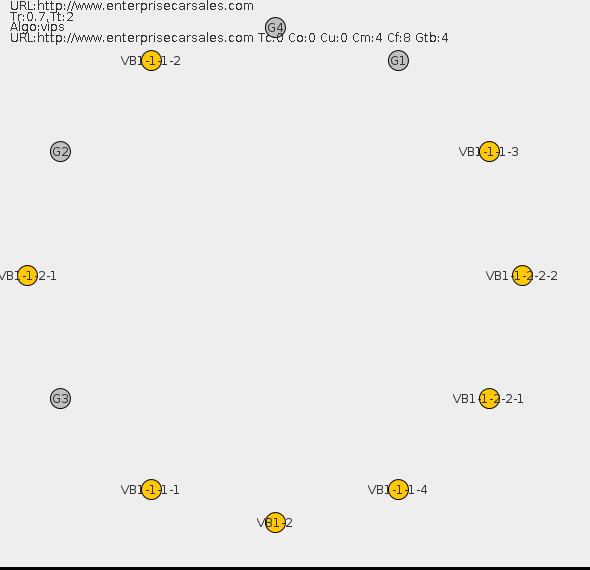 URL:http://www.enterprisecarsales.com
Tr:0.7,Tt:2
Algo:vips
URL:http://www.enterprisecarsales.com Tc:0 Co:0 Cu:0 Cm:4 Cf:8 Gtb:4
G4
VB1-1-1-2
G1
G2
VB1-1-1-3
VB1-1-2-1
VB1-1-2-2-2
G3
VB1-1-2-2-1
VB1-1-1-1
VB1-1-1-4
VB1-2